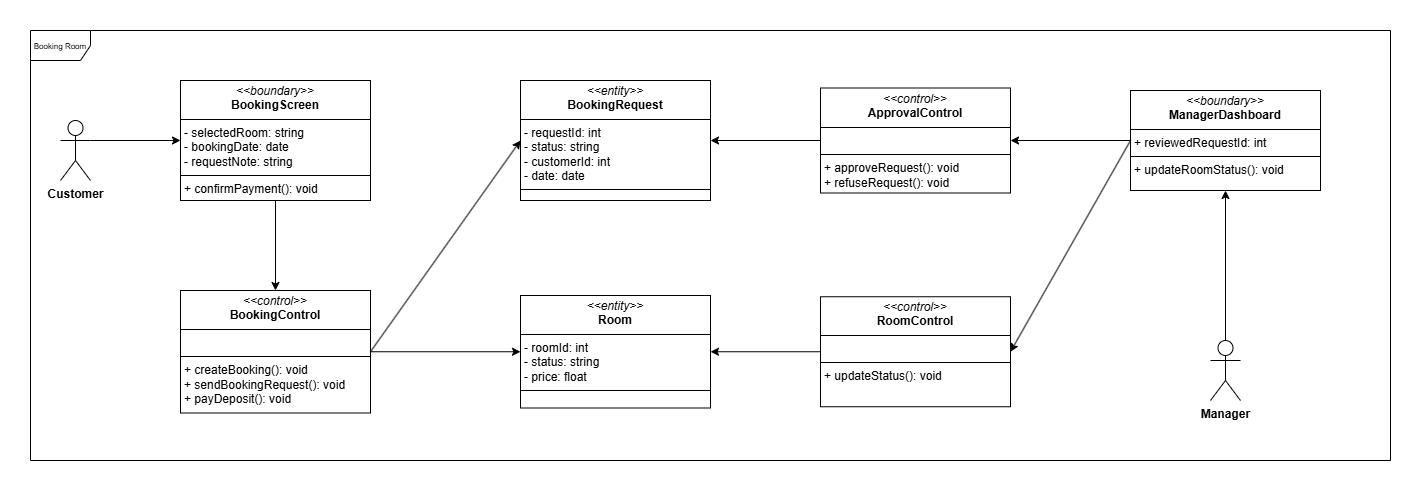 Booking Room
<<boundary>>
BookingScreen
- selectedRoom: string
- bookingDate: date
- requestNote: string
+ confirmPayment(): void
<<entity>>
BookingRequest
- requestId: int
- status: string
- customerId: int
- date: date
<<control>>
ApprovalControl
+ approveRequest(): void
+ refuseRequest(): void
<<boundary>>
ManagerDashboard
+ reviewedRequestId: int
+ updateRoomStatus(): void
Customer
<<control>>
BookingControl
+ createBooking(): void
+ sendBookingRequest(): void
+ payDeposit(): void
<<entity>>
Room
- roomId: int
- status: string
- price: float
<<control>>
RoomControl
+ updateStatus(): void
Manager